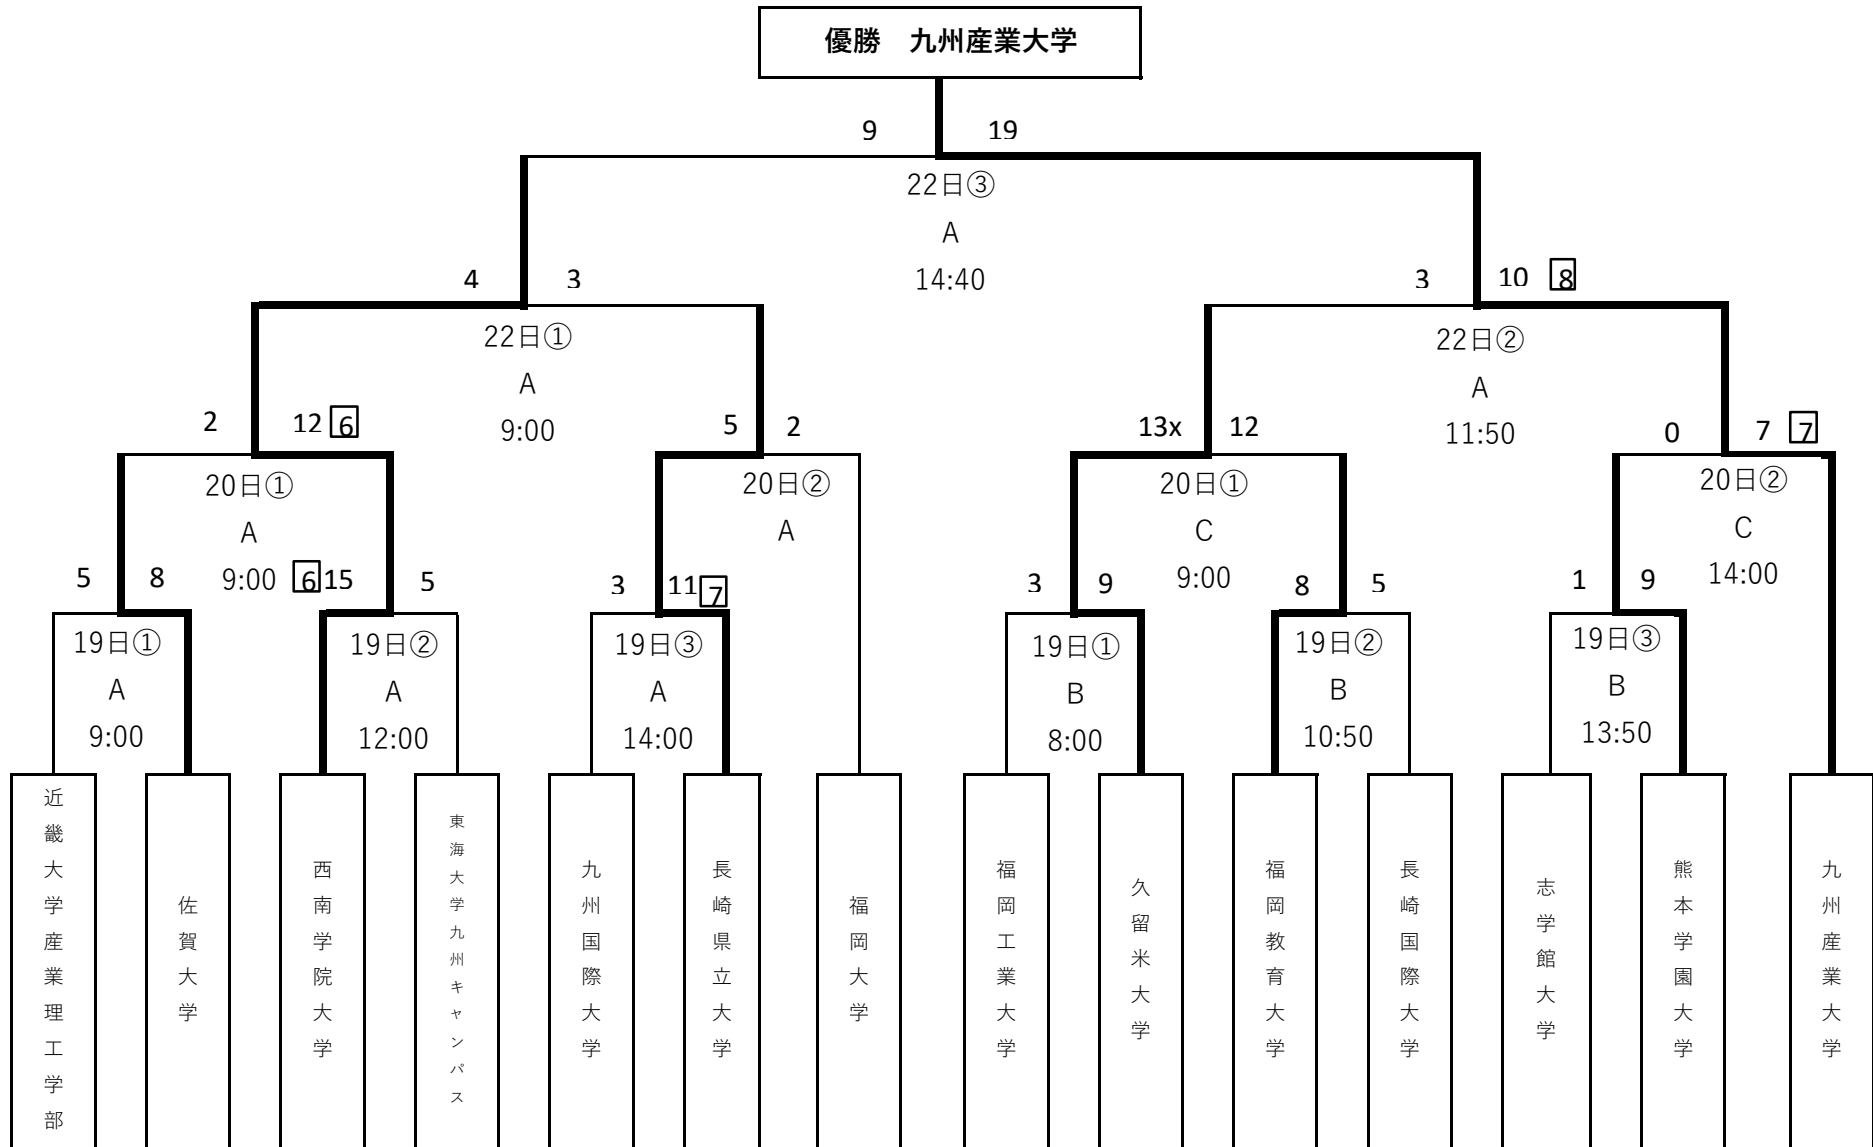 優勝　九州産業大学
9 19
22日③
A
14:40
4 3
3 10 8
22日①
A
9:00
22日②
A
11:50
2 12 6
5 2
13x 12
0 7 7
20日①
A
9:00
20日②
A
20日①
C
9:00
20日②
C
14:00
5 8
6 15 5
3 11 7
3 9
8 5
1 9
19日①
A
9:00
19日②
A
12:00
19日③
A
14:00
19日①
B
8:00
19日②
B
10:50
19日③
B
13:50
近畿大学産業理工学部
佐賀大学
西南学院大学
東海大学九州キャンパス
九州国際大学
長崎県立大学
福岡大学
福岡工業大学
久留米大学
福岡教育大学
長崎国際大学
志学館大学
熊本学園大学
九州産業大学